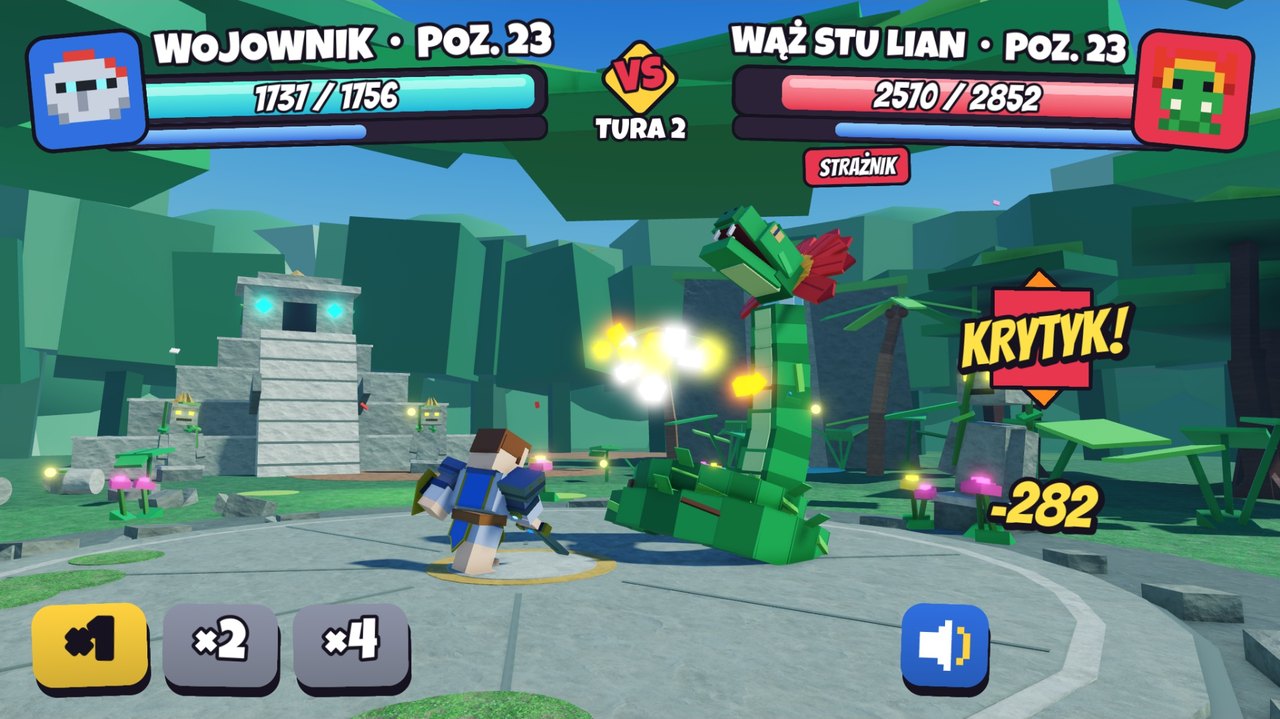 WOJOWNIK • POZ. 23
1737 / 1756
VS
TURA 2
WĄŻ STU LIAN • POZ. 23
2570 / 2852
STRAŻNIK
KRYTYK!
-282
×1
×2
×4